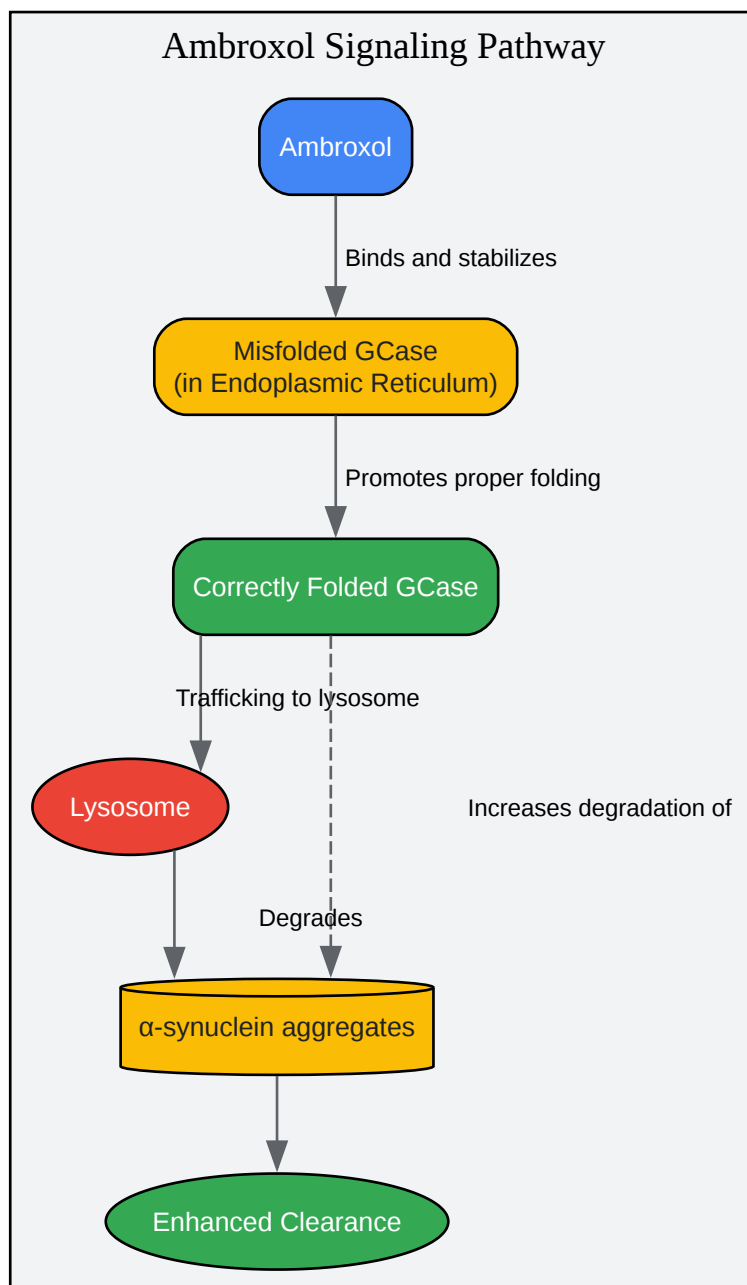 Ambroxol Signaling Pathway
Ambroxol
Binds and stabilizes
Misfolded GCase
(in Endoplasmic Reticulum)
Promotes proper folding
Correctly Folded GCase
Trafficking to lysosome
Lysosome
Increases degradation of
Degrades
α-synuclein aggregates
Enhanced Clearance